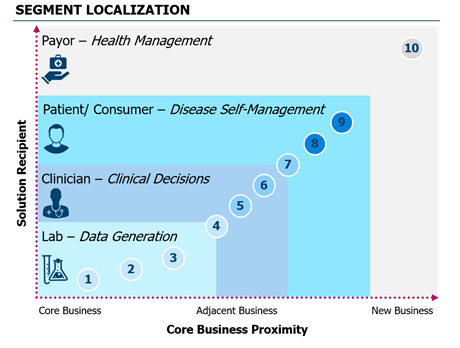 SEGMENT LOCALIZATION
Payor – Health Management
10
Patient/ Consumer – Disease Self-Management
9
8
Clinician – Clinical Decisions
7
6
5
4
Lab – Data Generation
3
2
1
Solution Recipient
Core Business
Adjacent Business
New Business
Core Business Proximity